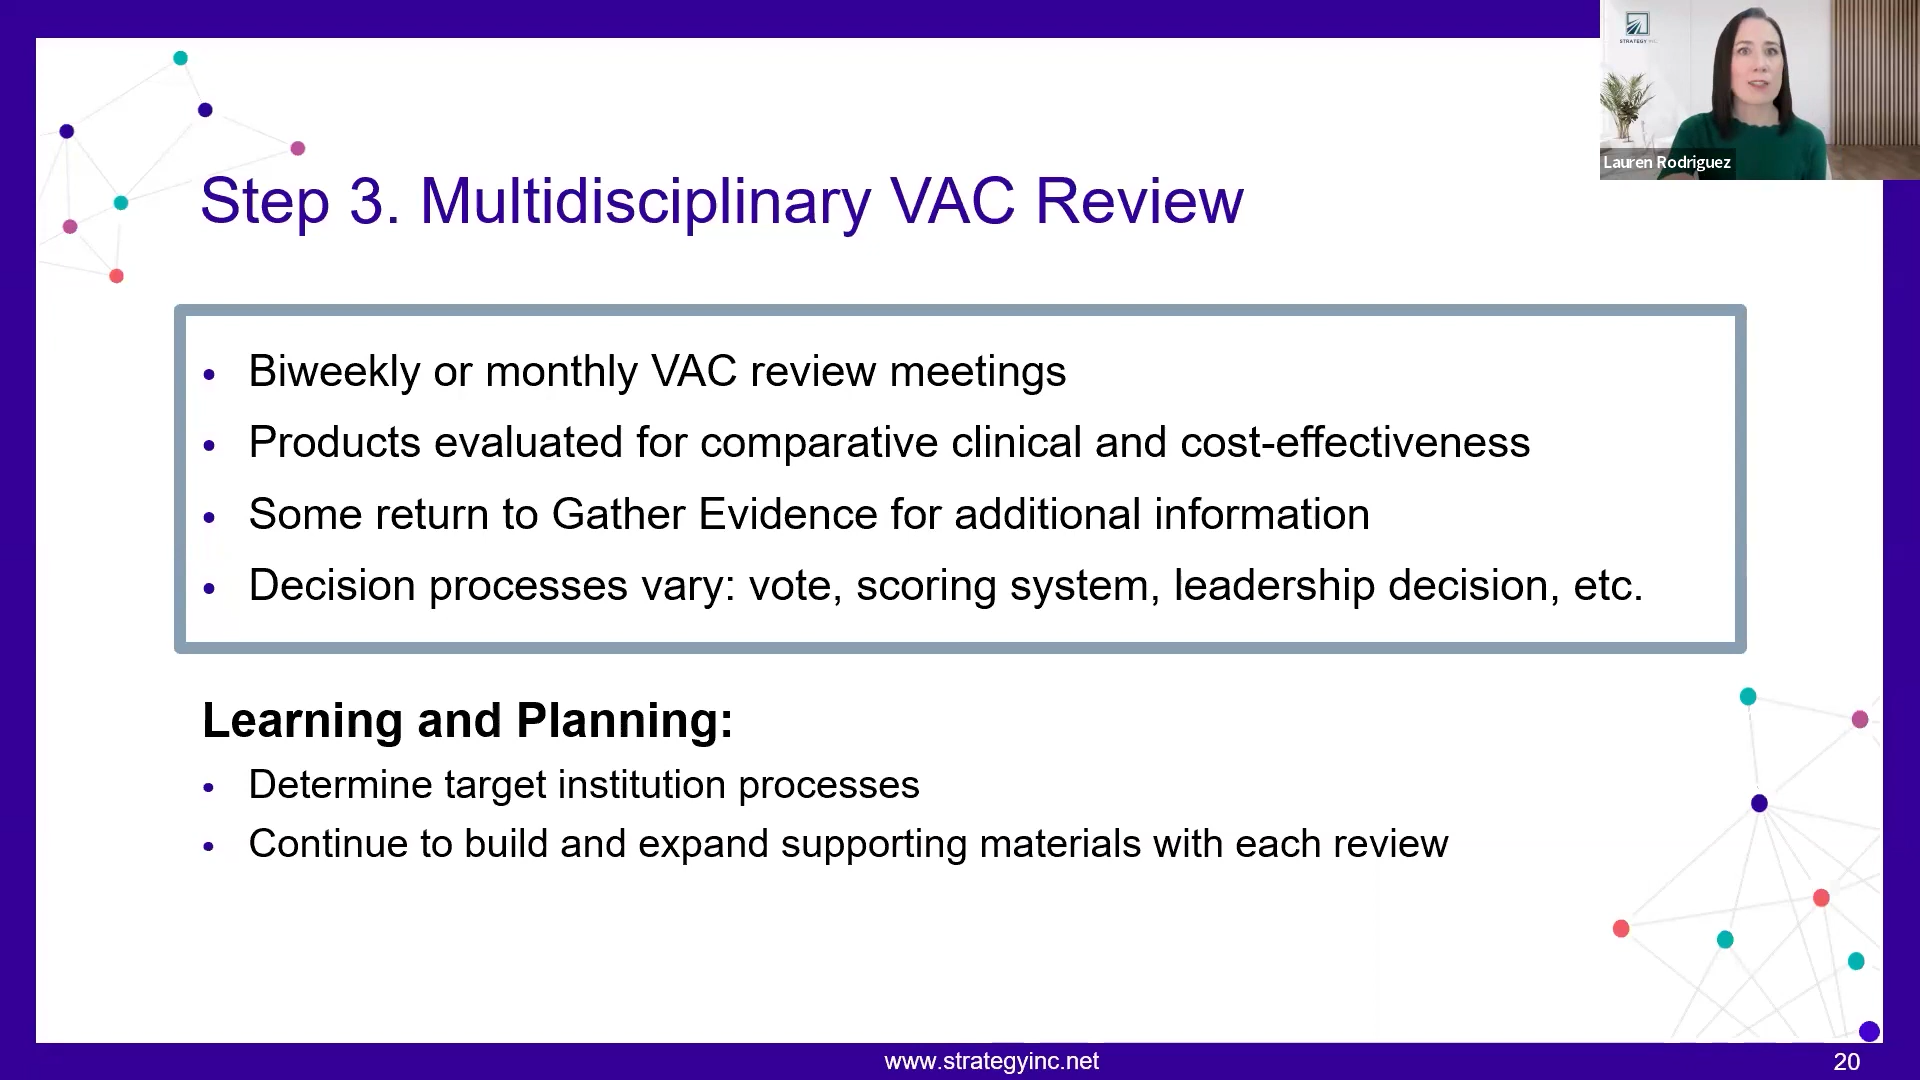 STRATEGY INC
Lauren Rodriguez
Step 3. Multidisciplinary VAC Review
• Biweekly or monthly VAC review meetings
• Products evaluated for comparative clinical and cost-effectiveness
• Some return to Gather Evidence for additional information
• Decision processes vary: vote, scoring system, leadership decision, etc.
Learning and Planning:
• Determine target institution processes
• Continue to build and expand supporting materials with each review
www.strategyinc.net
20